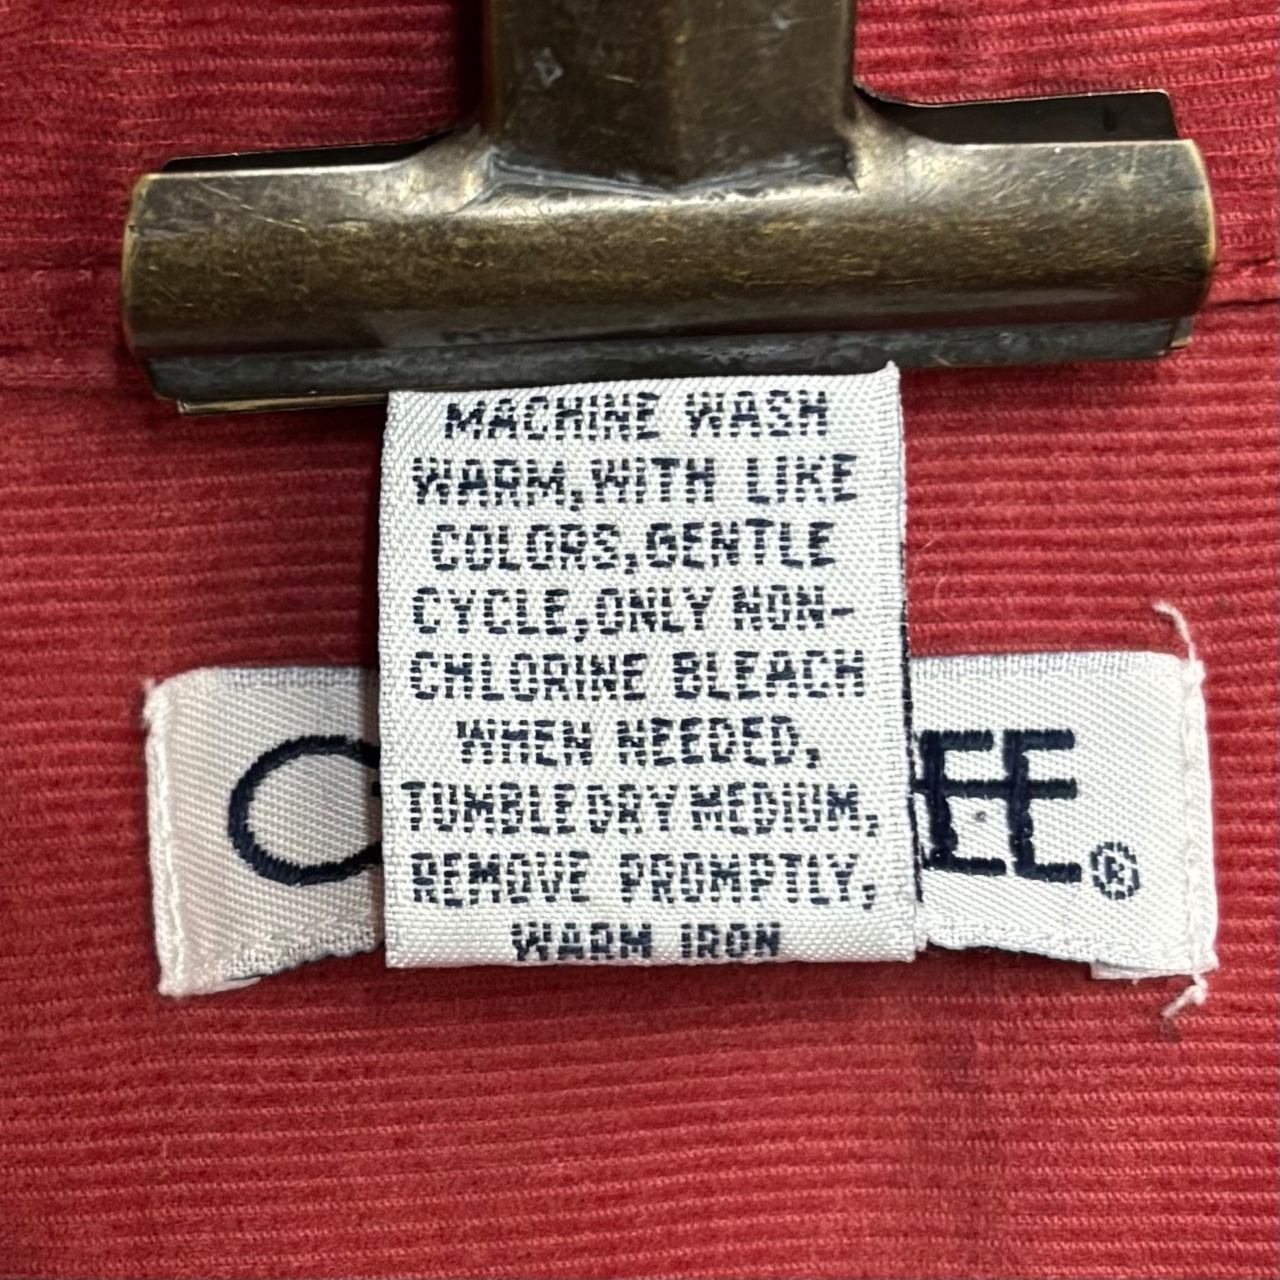 MACHINE WASH
WARM, WITH LIKE
COLORS, GENTLE
CYCLE, ONLY NON-
CHLORINE BLEACH
WHEN NEEDED,
TUMBLE DRY MEDIUM,
REMOVE PROMPTLY,
WARM IRON